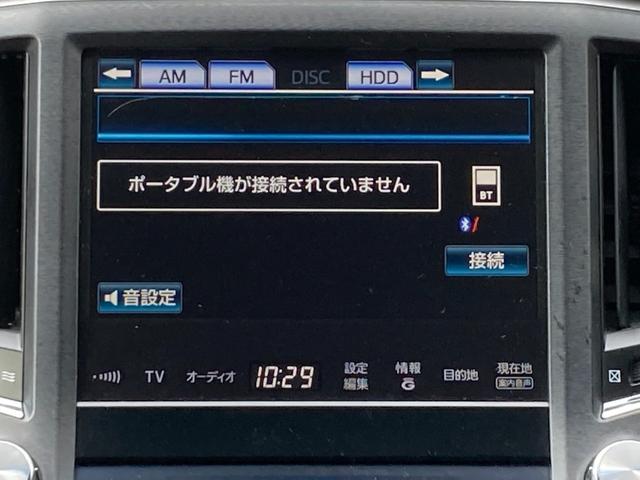 AM FM DISC HDD
ポータブル機が接続されていません
BT
接続
音設定
TV オーディオ 10:29 設定 編集 情報 G 目的地 現在地 案内音声